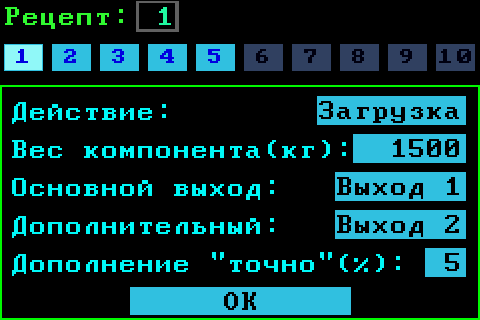 Рецепт: 1
1 2 3 4 5 6 7 8 9 10
Действие: Загрузка
Вес компонента(кг): 1500
Основной выход: Выход 1
Дополнительный: Выход 2
Дополнение "точно"(%): 5
ОК